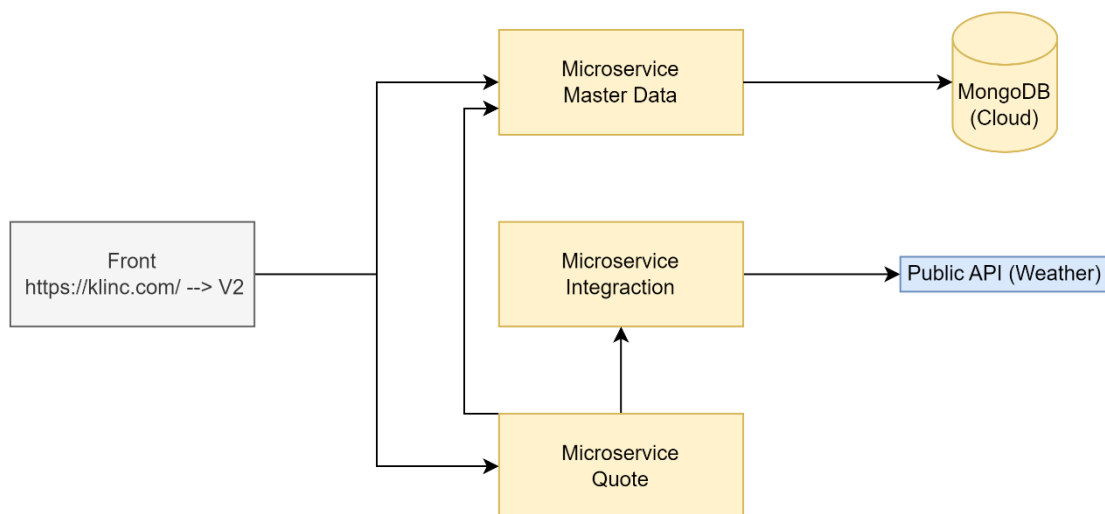 Microservice
Master Data
MongoDB
(Cloud)
Front
https://klinc.com/ --> V2
Microservice
Integraction
Public API (Weather)
Microservice
Quote